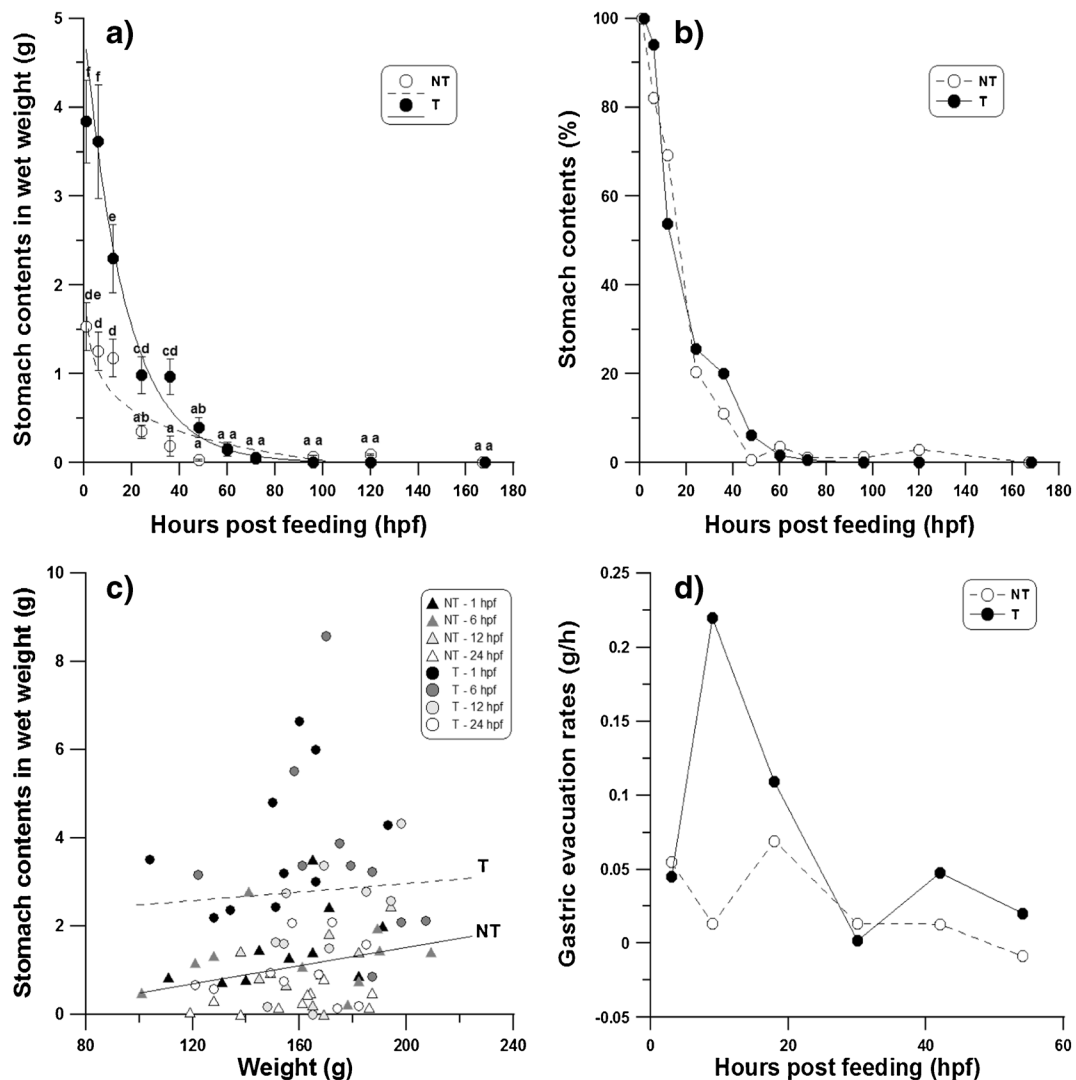 a)
Stomach contents in wet weight (g)
5
4
3
2
1
0
f f
e
de
d d
cd cd
ab
ab
a
a
a a
a a
a a
a a
a a
NT
T
0 20 40 60 80 100 120 140 160 180
Hours post feeding (hpf)
b)
Stomach contents (%)
100
80
60
40
20
0
NT
T
0 20 40 60 80 100 120 140 160 180
Hours post feeding (hpf)
c)
Stomach contents in wet weight (g)
10
8
6
4
2
0
NT - 1 hpf
NT - 6 hpf
NT - 12 hpf
NT - 24 hpf
T - 1 hpf
T - 6 hpf
T - 12 hpf
T - 24 hpf
T
NT
80 120 160 200 240
Weight (g)
d)
Gastric evacuation rates (g/h)
0.25
0.2
0.15
0.1
0.05
0
-0.05
NT
T
0 20 40 60
Hours post feeding (hpf)